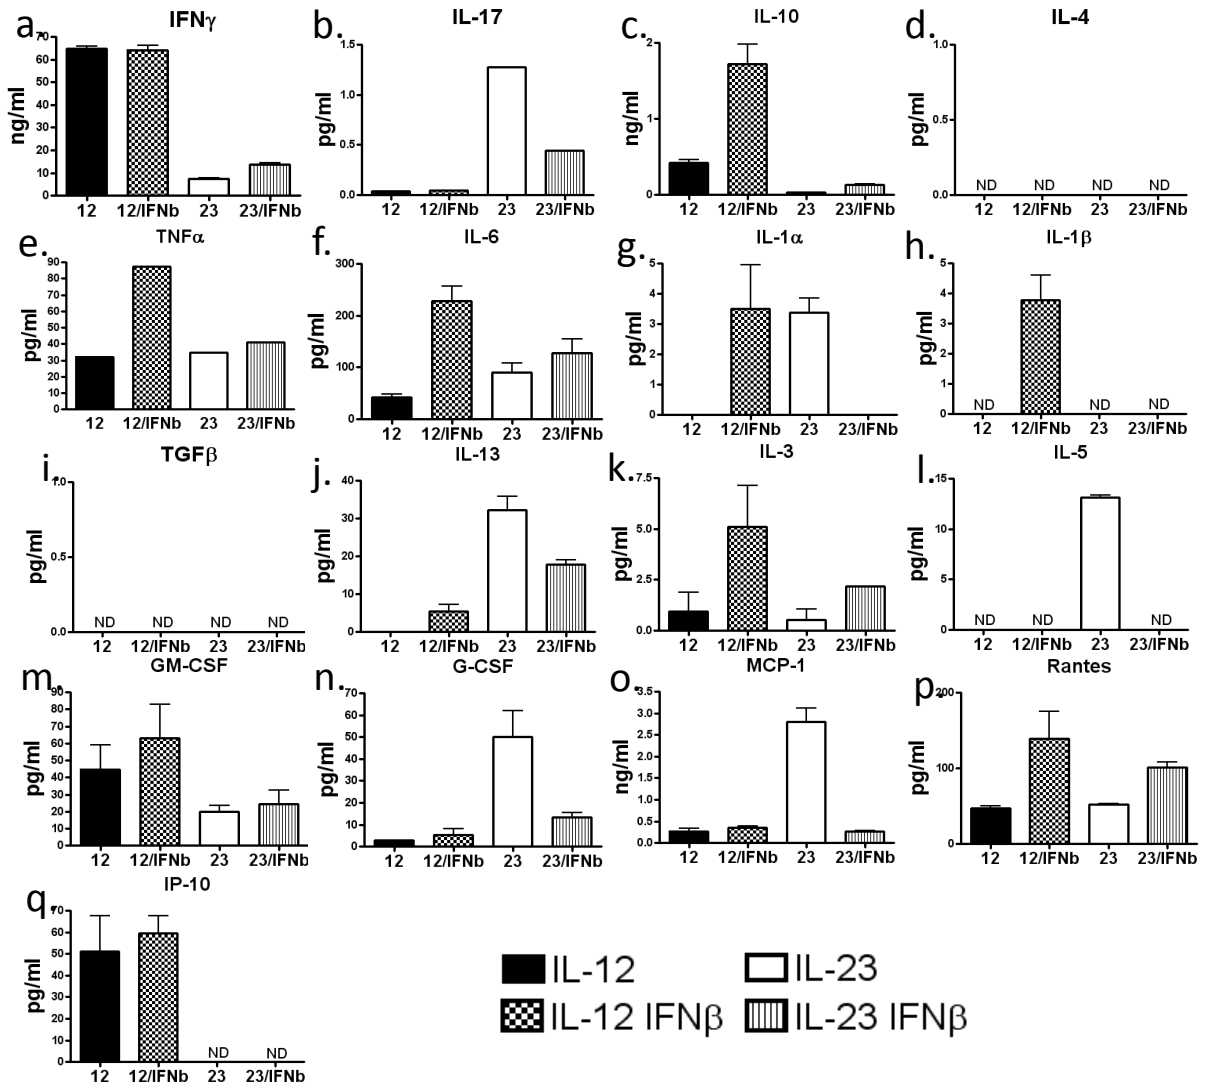 a. IFNγ
ng/ml
70
60
50
40
30
20
10
0
12 12/IFNb 23 23/IFNb
b. IL-17
pg/ml
1.5
1.0
0.5
0.0
12 12/IFNb 23 23/IFNb
c. IL-10
ng/ml
2
1
0
12 12/IFNb 23 23/IFNb
d. IL-4
pg/ml
1.0
0.5
0.0
ND ND ND ND
12 12/IFNb 23 23/IFNb
e. TNFα
pg/ml
90
80
70
60
50
40
30
20
10
0
12 12/IFNb 23 23/IFNb
f. IL-6
pg/ml
300
200
100
0
12 12/IFNb 23 23/IFNb
g. IL-1α
pg/ml
5
4
3
2
1
0
12 12/IFNb 23 23/IFNb
h. IL-1β
pg/ml
5
4
3
2
1
0
ND ND ND
12 12/IFNb 23 23/IFNb
i. TGFβ
pg/ml
1.0
0.5
0.0
ND ND ND ND
12 12/IFNb 23 23/IFNb
j. IL-13
pg/ml
40
30
20
10
0
12 12/IFNb 23 23/IFNb
k. IL-3
pg/ml
7.5
5.0
2.5
0.0
12 12/IFNb 23 23/IFNb
l. IL-5
pg/ml
15
10
5
0
ND ND ND
12 12/IFNb 23 23/IFNb
m. GM-CSF
pg/ml
90
80
70
60
50
40
30
20
10
0
12 12/IFNb 23 23/IFNb
n. G-CSF
pg/ml
70
60
50
40
30
20
10
0
12 12/IFNb 23 23/IFNb
o. MCP-1
ng/ml
3.5
3.0
2.5
2.0
1.5
1.0
0.5
0.0
12 12/IFNb 23 23/IFNb
p. Rantes
pg/ml
200
100
0
12 12/IFNb 23 23/IFNb
q. IP-10
pg/ml
70
60
50
40
30
20
10
0
ND ND
12 12/IFNb 23 23/IFNb
IL-12 IL-23
IL-12 IFNβ IL-23 IFNβ